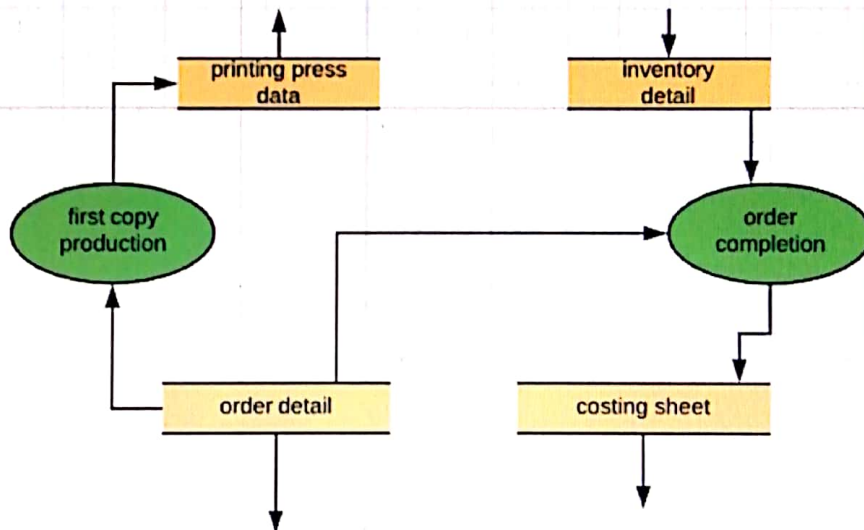 printing press
data
inventory
detail
first copy
production
order
completion
order detail
costing sheet